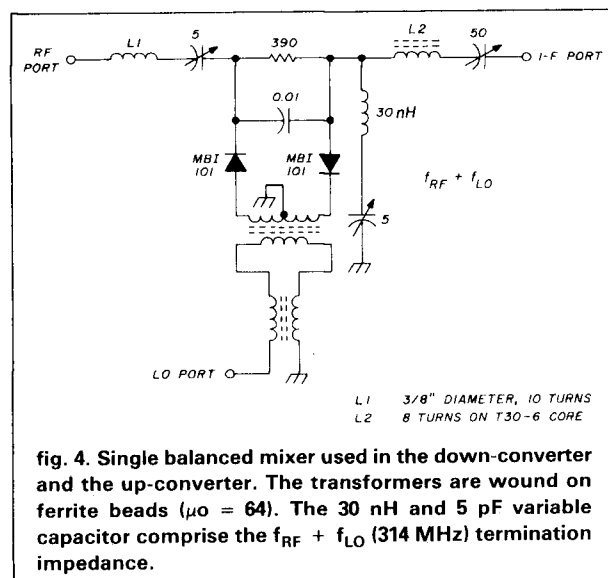 RF
PORT
L1
5
390
L2
50
I-F PORT
0.01
30 nH
MBI
101
MBI
101
fRF + fLO
5
LO PORT
L1 3/8" DIAMETER, 10 TURNS
L2 8 TURNS ON T30-6 CORE
fig. 4. Single balanced mixer used in the down-converter
and the up-converter. The transformers are wound on
ferrite beads (μo = 64). The 30 nH and 5 pF variable
capacitor comprise the fRF + fLO (314 MHz) termination
impedance.